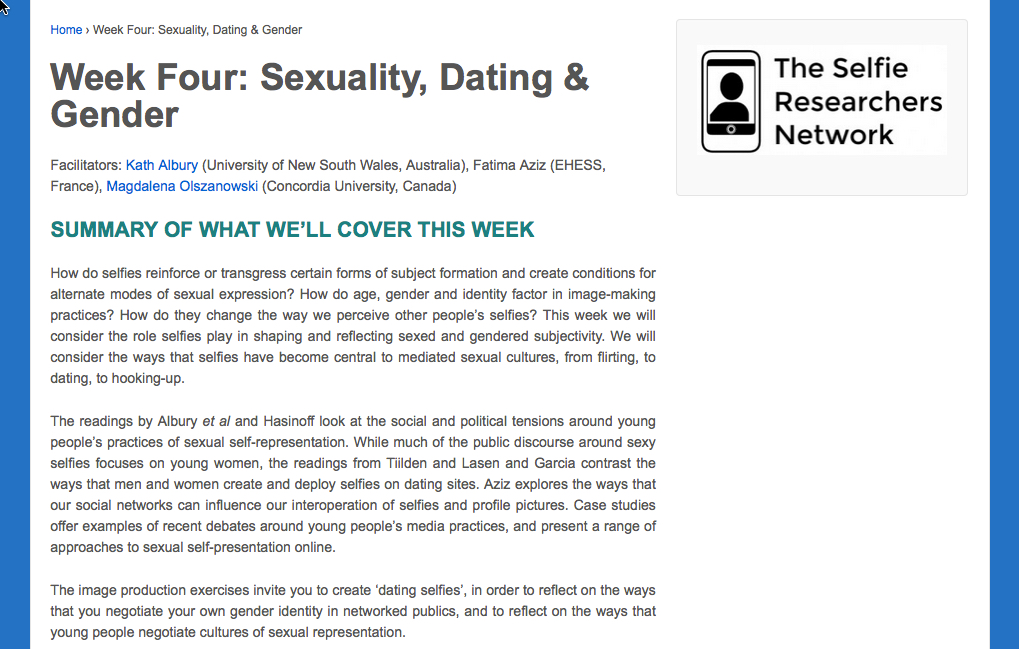 Home › Week Four: Sexuality, Dating & Gender
Week Four: Sexuality, Dating &
Gender
Facilitators: Kath Albury (University of New South Wales, Australia), Fatima Aziz (EHESS,
France), Magdalena Olszanowski (Concordia University, Canada)
SUMMARY OF WHAT WE'LL COVER THIS WEEK
How do selfies reinforce or transgress certain forms of subject formation and create conditions for
alternate modes of sexual expression? How do age, gender and identity factor in image-making
practices? How do they change the way we perceive other people's selfies? This week we will
consider the role selfies play in shaping and reflecting sexed and gendered subjectivity. We will
consider the ways that selfies have become central to mediated sexual cultures, from flirting, to
dating, to hooking-up.
The readings by Albury et al and Hasinoff look at the social and political tensions around young
people's practices of sexual self-representation. While much of the public discourse around sexy
selfies focuses on young women, the readings from Tiilden and Lasen and Garcia contrast the
ways that men and women create and deploy selfies on dating sites. Aziz explores the ways that
our social networks can influence our interoperation of selfies and profile pictures. Case studies
offer examples of recent debates around young people's media practices, and present a range of
approaches to sexual self-presentation online.
The image production exercises invite you to create 'dating selfies', in order to reflect on the ways
that you negotiate your own gender identity in networked publics, and to reflect on the ways that
young people negotiate cultures of sexual representation.
The Selfie
Researchers
Network